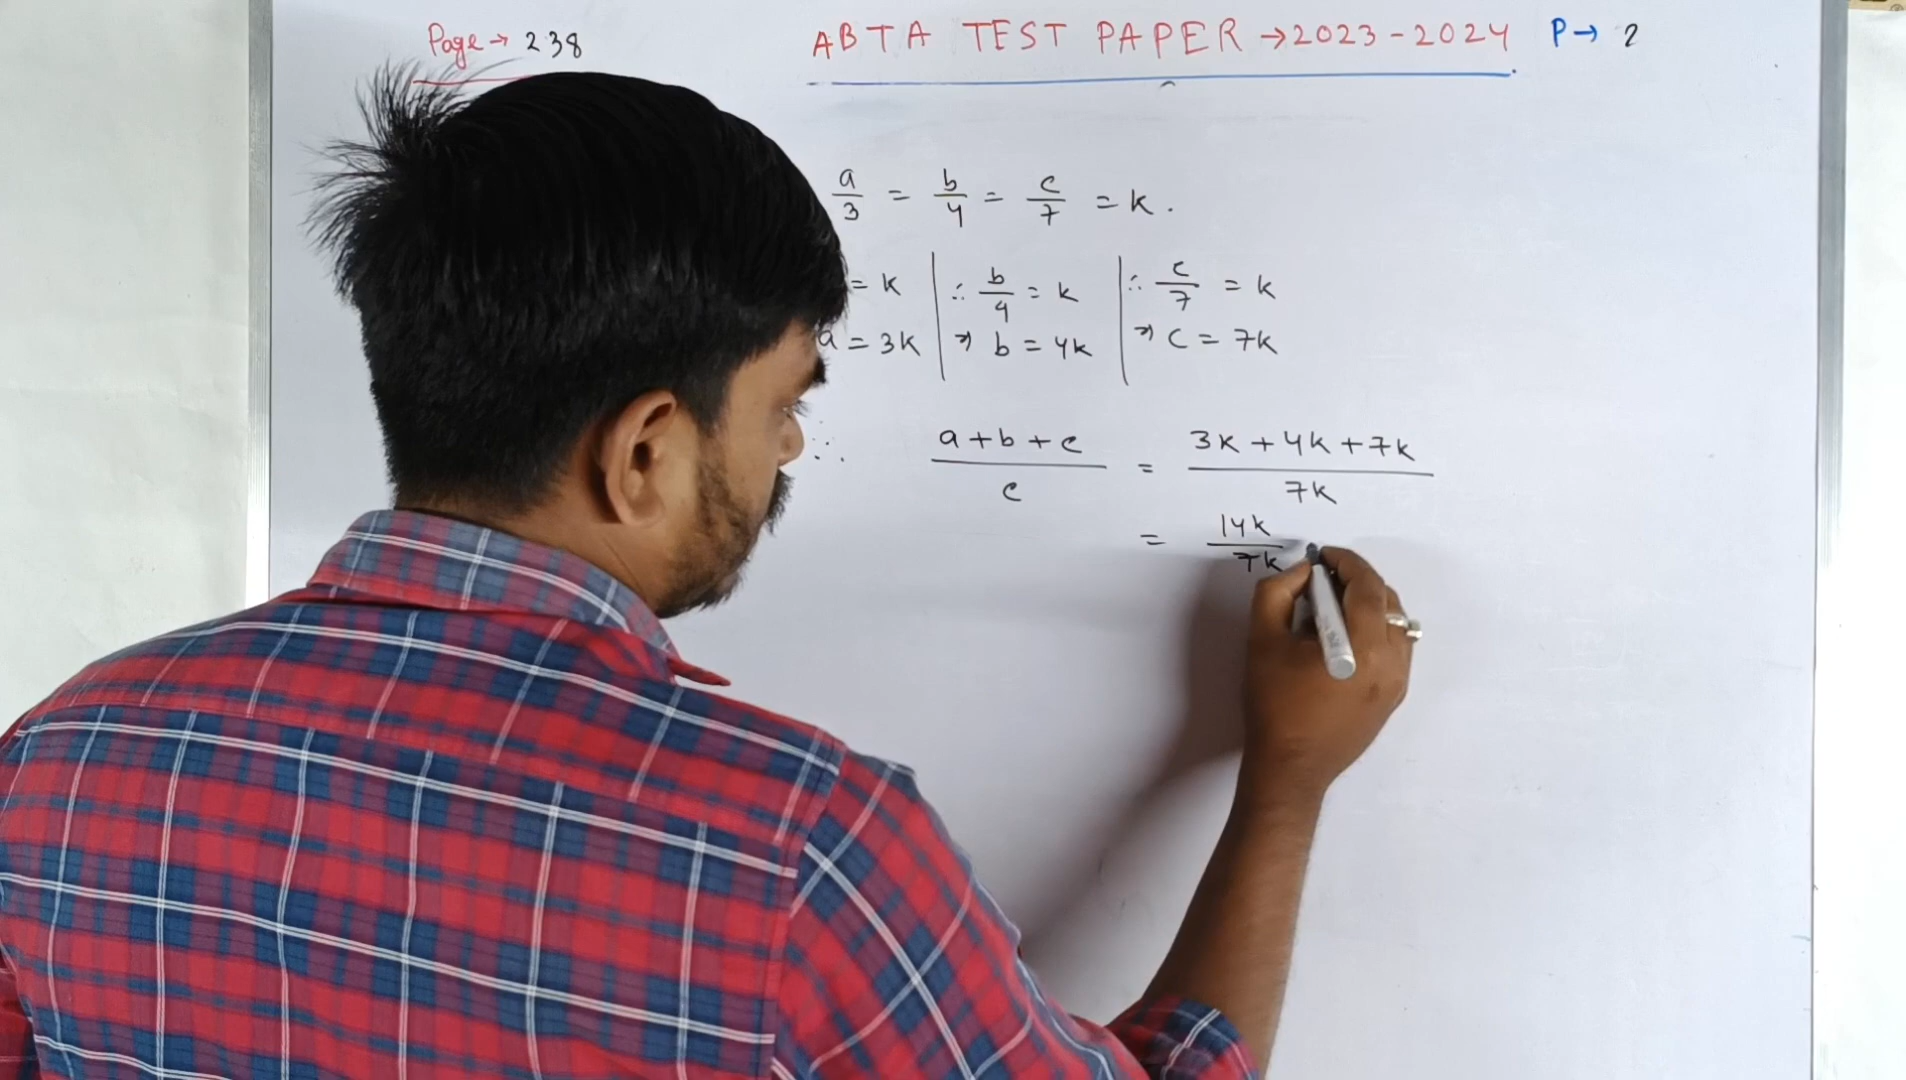 Page → 238
ABTA TEST PAPER → 2023-2024 P → 2
a/3 = b/4 = c/7 = k.
= k | ∴ b/4 = k | ∴ c/7 = k
a = 3k | ⇒ b = 4k | ⇒ c = 7k
∴ (a+b+c)/c = (3k+4k+7k)/7k
= 14k/7k